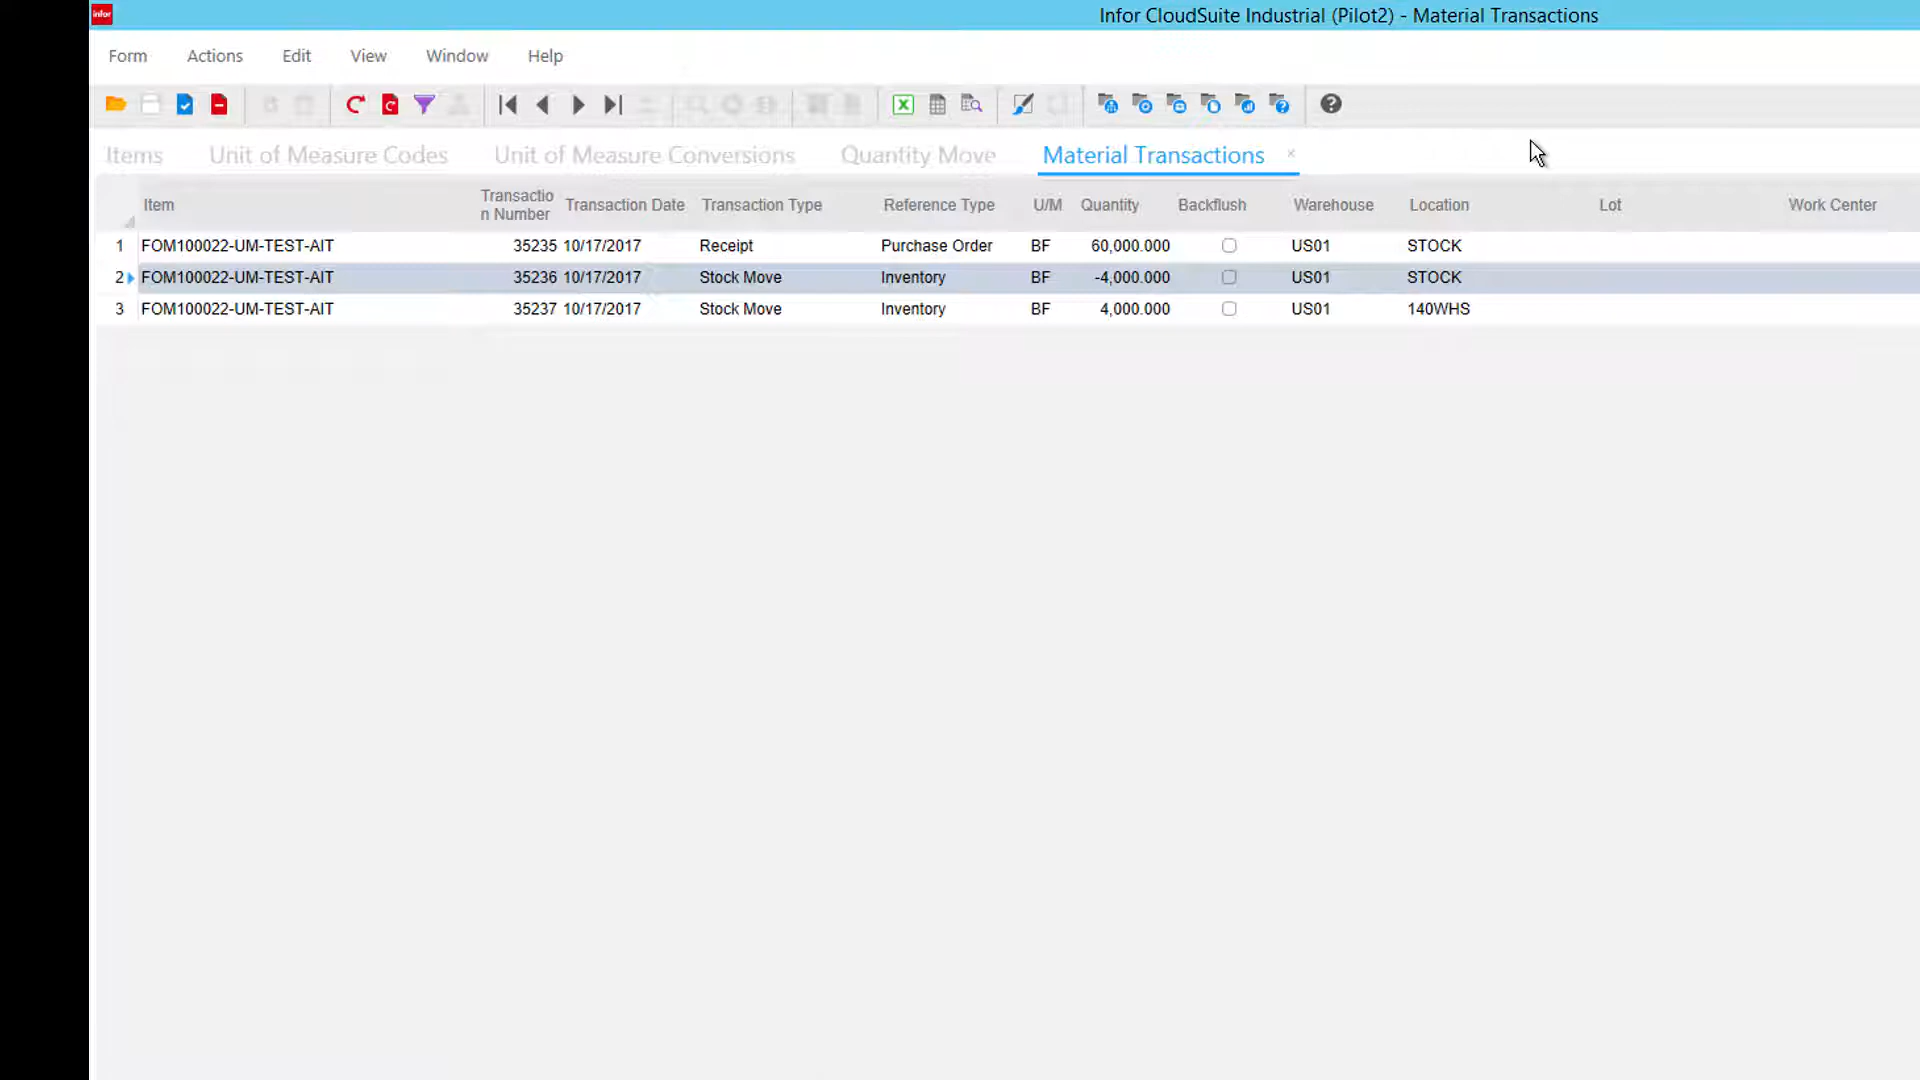 infor
Infor CloudSuite Industrial (Pilot2) - Material Transactions
Form Actions Edit View Window Help
Items Unit of Measure Codes Unit of Measure Conversions Quantity Move Material Transactions ×
Item Transactio n Number Transaction Date Transaction Type Reference Type U/M Quantity Backflush Warehouse Location Lot Work Center
1 FOM100022-UM-TEST-AIT 35235 10/17/2017 Receipt Purchase Order BF 60,000.000 US01 STOCK
2 FOM100022-UM-TEST-AIT 35236 10/17/2017 Stock Move Inventory BF -4,000.000 US01 STOCK
3 FOM100022-UM-TEST-AIT 35237 10/17/2017 Stock Move Inventory BF 4,000.000 US01 140WHS